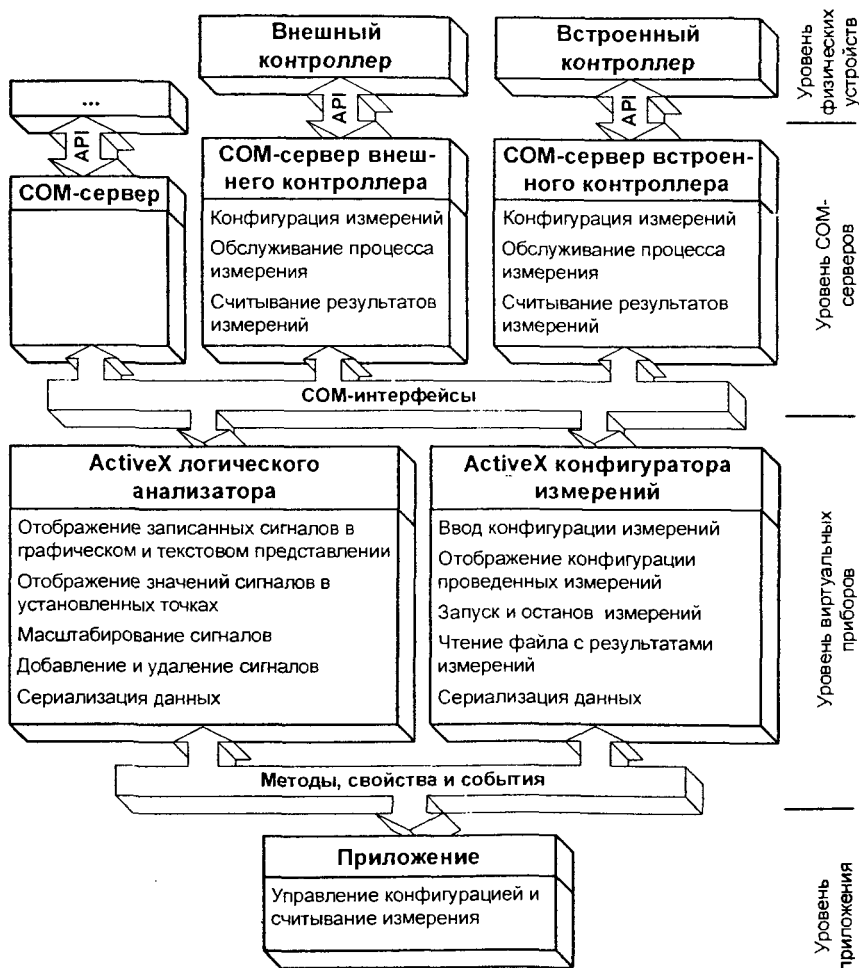 Внешный
контроллер
Встроенный
контроллер
Уровень
физических
устройств
...
API
API
API
COM-сервер
COM-сервер внеш-
него контроллера
Конфигурация измерений
Обслуживание процесса
измерения
Считывание результатов
измерений
COM-сервер встроен-
ного контроллера
Конфигурация измерений
Обслуживание процесса
измерения
Считывание результатов
измерений
Уровень COM-
серверов
COM-интерфейсы
ActiveX логического
анализатора
Отображение записанных сигналов в
графическом и текстовом представлении
Отображение значений сигналов в
установленных точках
Масштабирование сигналов
Добавление и удаление сигналов
Сериализация данных
ActiveX конфигуратора
измерений
Ввод конфигурации измерений
Отображение конфигурации
проведенных измерений
Запуск и останов измерений
Чтение файла с результатами
измерений
Сериализация данных
Уровень виртуальных
приборов
Методы, свойства и события
Приложение
Управление конфигурацией и
считывание измерения
Уровень
приложения